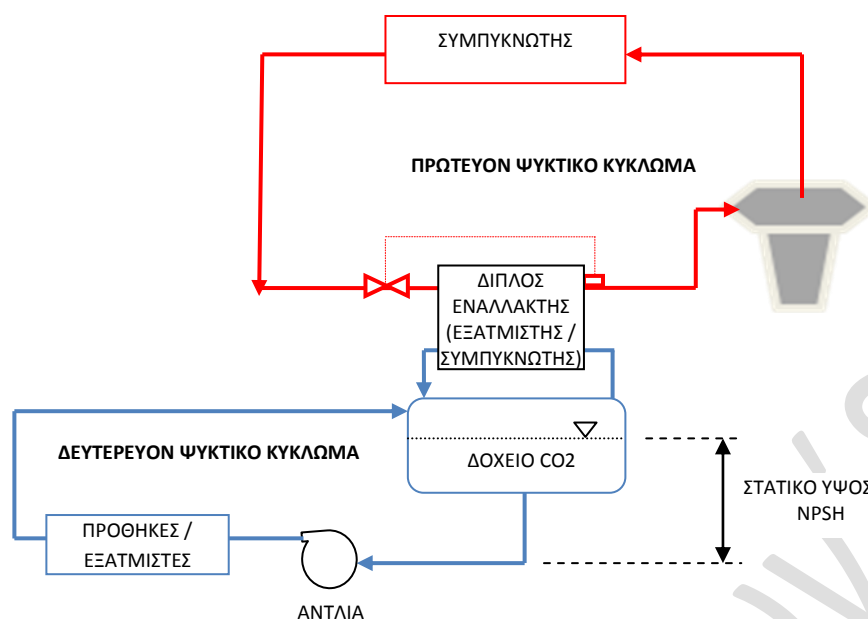 ΣΥΜΠΥΚΝΩΤΗΣ
ΠΡΩΤΕΥΟΝ ΨΥΚΤΙΚΟ ΚΥΚΛΩΜΑ
ΔΙΠΛΟΣ
ΕΝΑΛΛΑΚΤΗΣ
(ΕΞΑΤΜΙΣΤΗΣ /
ΣΥΜΠΥΚΝΩΤΗΣ)
ΔΕΥΤΕΡΕΥΟΝ ΨΥΚΤΙΚΟ ΚΥΚΛΩΜΑ
ΔΟΧΕΙΟ CO2
ΣΤΑΤΙΚΟ ΥΨΟΣ
NPSH
ΠΡΟΘΗΚΕΣ /
ΕΞΑΤΜΙΣΤΕΣ
ΑΝΤΛΙΑ